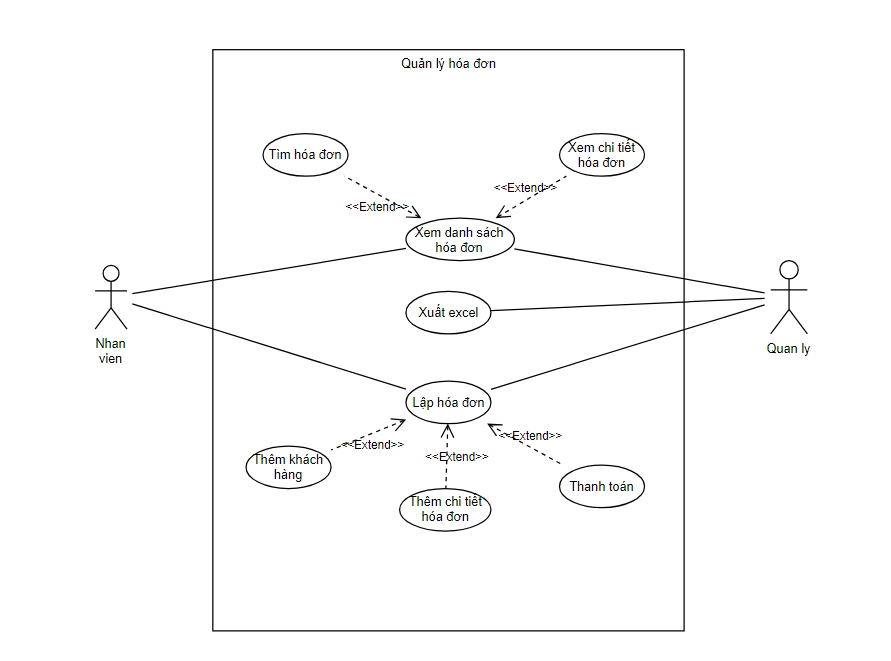 Quản lý hóa đơn
Tìm hóa đơn
Xem chi tiết
hóa đơn
<<Extend>>
<<Extend>>
Xem danh sách
hóa đơn
Xuất excel
Nhan
vien
Quan ly
Lập hóa đơn
<<Extend>>
<<Extend>>
<<Extend>>
Thêm khách
hàng
Thêm chi tiết
hóa đơn
Thanh toán